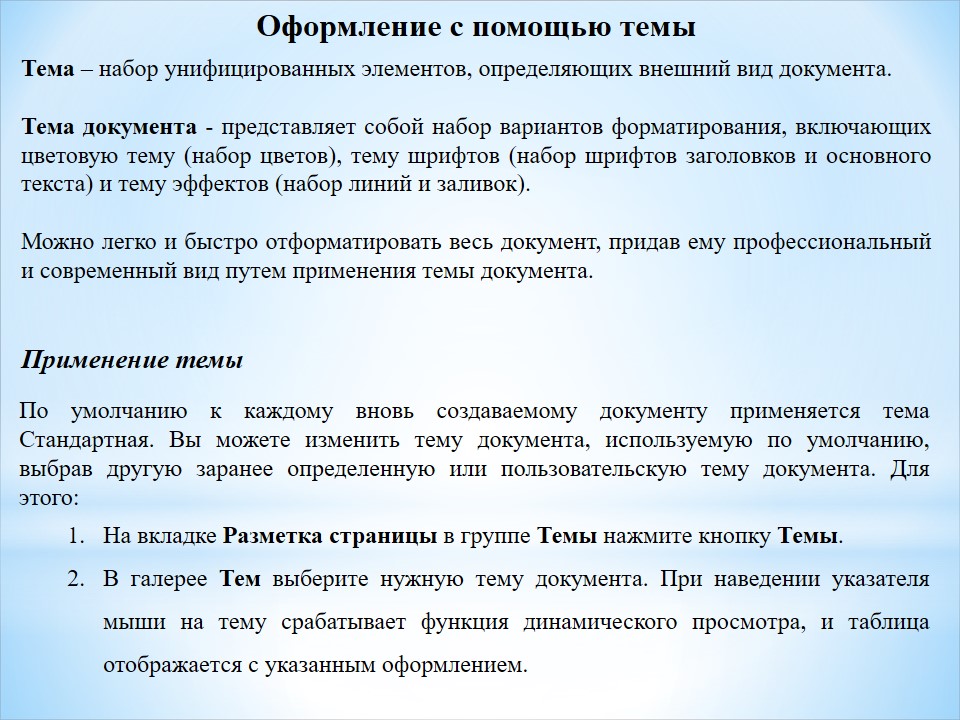 Оформление с помощью темы
Тема – набор унифицированных элементов, определяющих внешний вид документа.
Тема документа - представляет собой набор вариантов форматирования, включающих
цветовую тему (набор цветов), тему шрифтов (набор шрифтов заголовков и основного
текста) и тему эффектов (набор линий и заливок).
Можно легко и быстро отформатировать весь документ, придав ему профессиональный
и современный вид путем применения темы документа.
Применение темы
По умолчанию к каждому вновь создаваемому документу применяется тема
Стандартная. Вы можете изменить тему документа, используемую по умолчанию,
выбрав другую заранее определенную или пользовательскую тему документа. Для
этого:
1. На вкладке Разметка страницы в группе Темы нажмите кнопку Темы.
2. В галерее Тем выберите нужную тему документа. При наведении указателя
мыши на тему срабатывает функция динамического просмотра, и таблица
отображается с указанным оформлением.